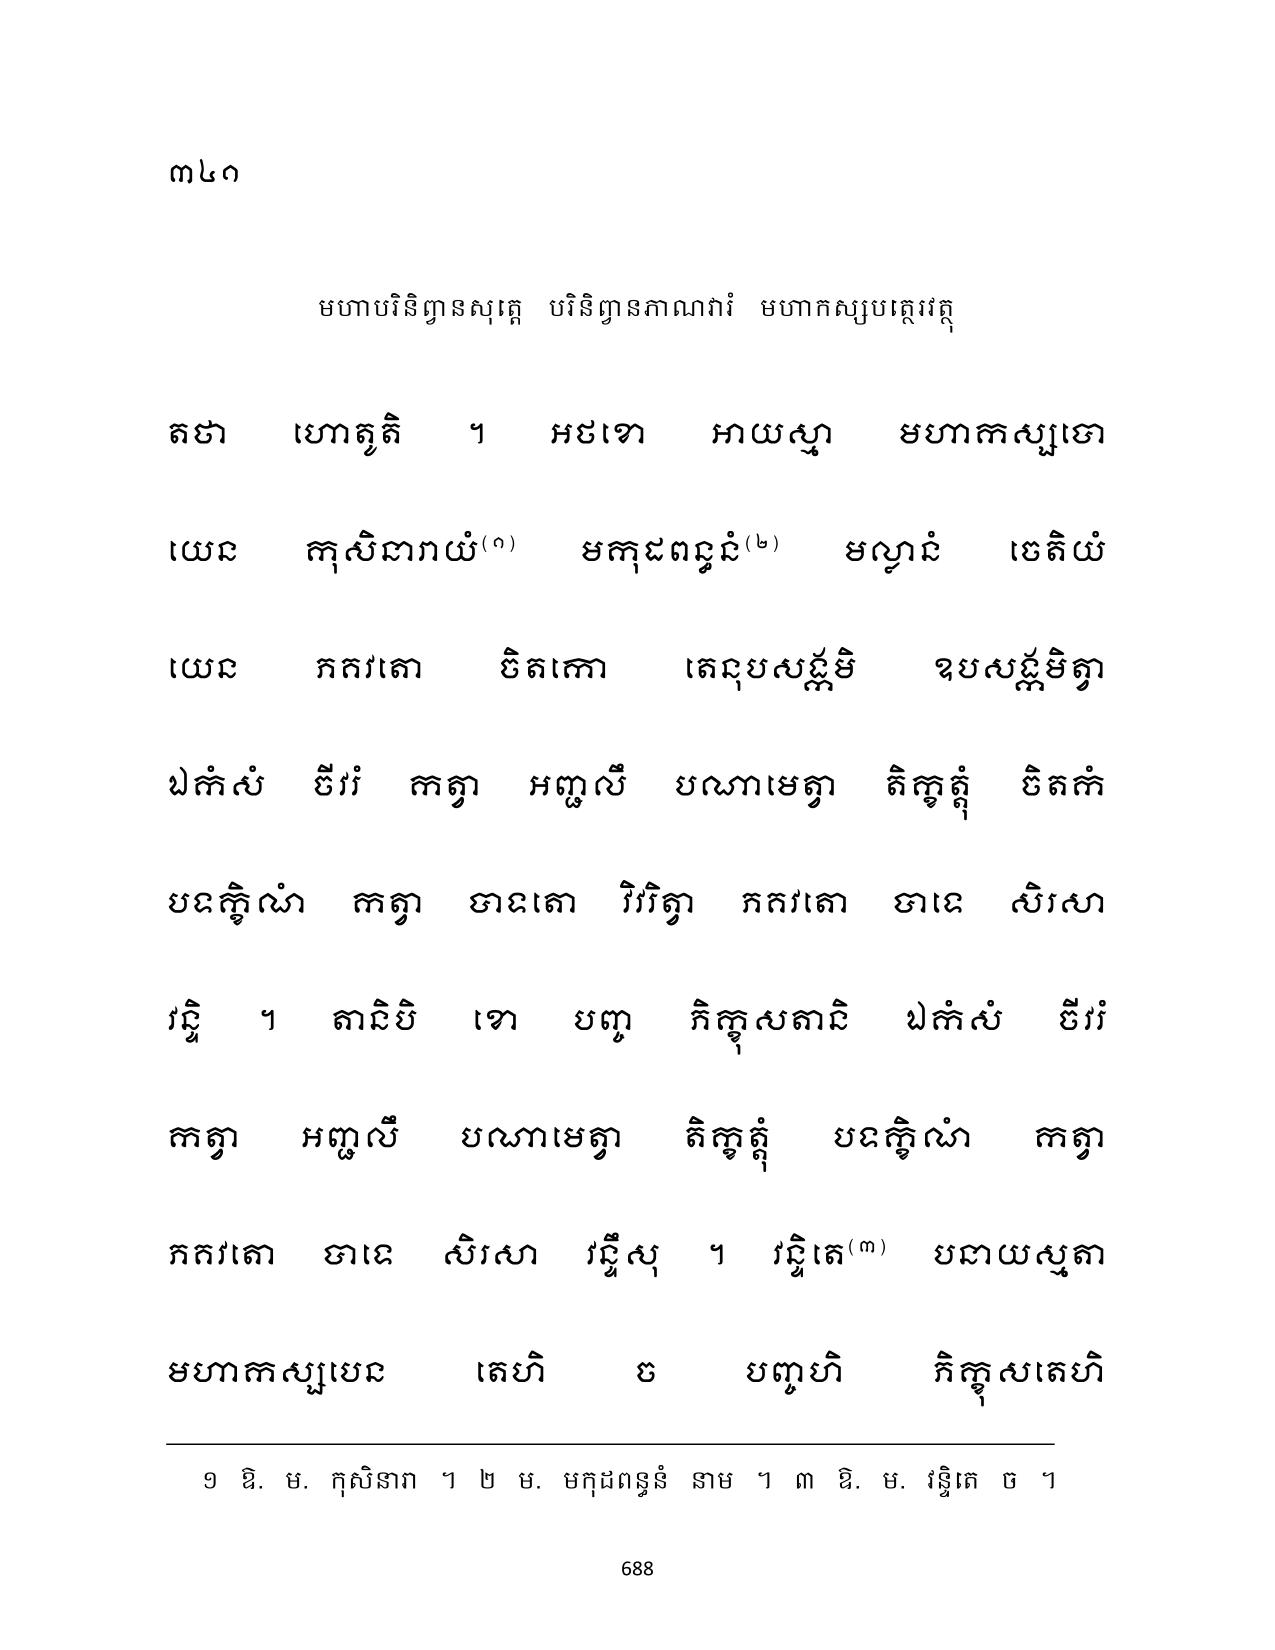 ៣៤១
មហាបរិនិព្វានសុត្តេ បរិនិព្វានភាណវារំ មហាកស្សបត្ថេរវត្ថុ
តថា ហោតូតិ ។ អថខោ អាយស្មា មហាកស្សបោ
យេន កុសិនារាយំ(១) មកុដពន្ធនំ(២) មល្លានំ ចេតិយំ
យេន ភគវតោ ចិតកោ តេនុបសង្កមិ ឧបសង្កមិត្វា
ឯកំសំ ចីវរំ កត្វា អញ្ជលឹ បណាមេត្វា តិក្ខត្តុំ ចិតកំ
បទក្ខិណំ កត្វា បាទតោ វិវរិត្វា ភគវតោ បាទេ សិរសា
វន្ទិ ។ តានិបិ ខោ បញ្ច ភិក្ខុសតានិ ឯកំសំ ចីវរំ
កត្វា អញ្ជលឹ បណាមេត្វា តិក្ខត្តុំ បទក្ខិណំ កត្វា
ភគវតោ បាទេ សិរសា វន្ទឹសុ ។ វន្ទិតេ(៣) បនាយស្មតា
មហាកស្សបេន តេហិ ច បញ្ចហិ ភិក្ខុសតេហិ
១ ឱ. ម. កុសិនារា ។ ២ ម. មកុដពន្ធនំ នាម ។ ៣ ឱ. ម. វន្ទិតេ ច ។
688